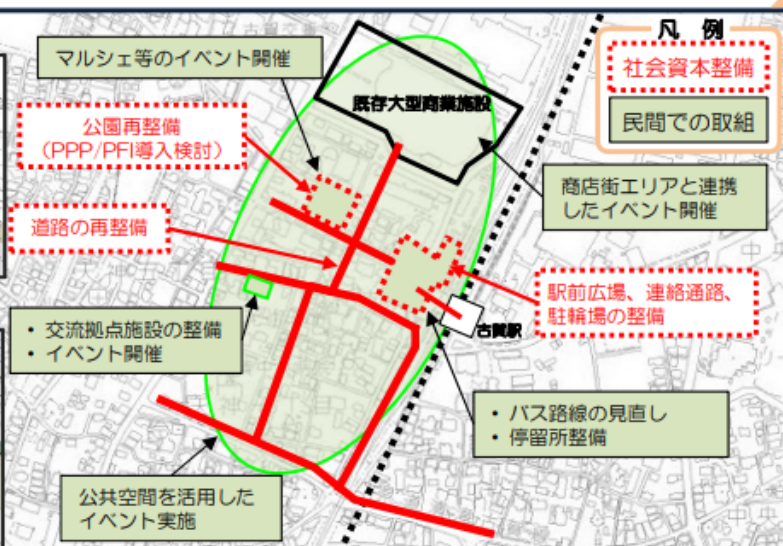 凡 例
社会資本整備
民間での取組
マルシェ等のイベント開催
既存大型商業施設
公園再整備
(PPP/PFI導入検討)
商店街エリアと連携
したイベント開催
道路の再整備
駅前広場、連絡通路、
駐輪場の整備
古賀駅
・ 交流拠点施設の整備
・ イベント開催
・ バス路線の見直し
・ 停留所整備
公共空間を活用した
イベント実施